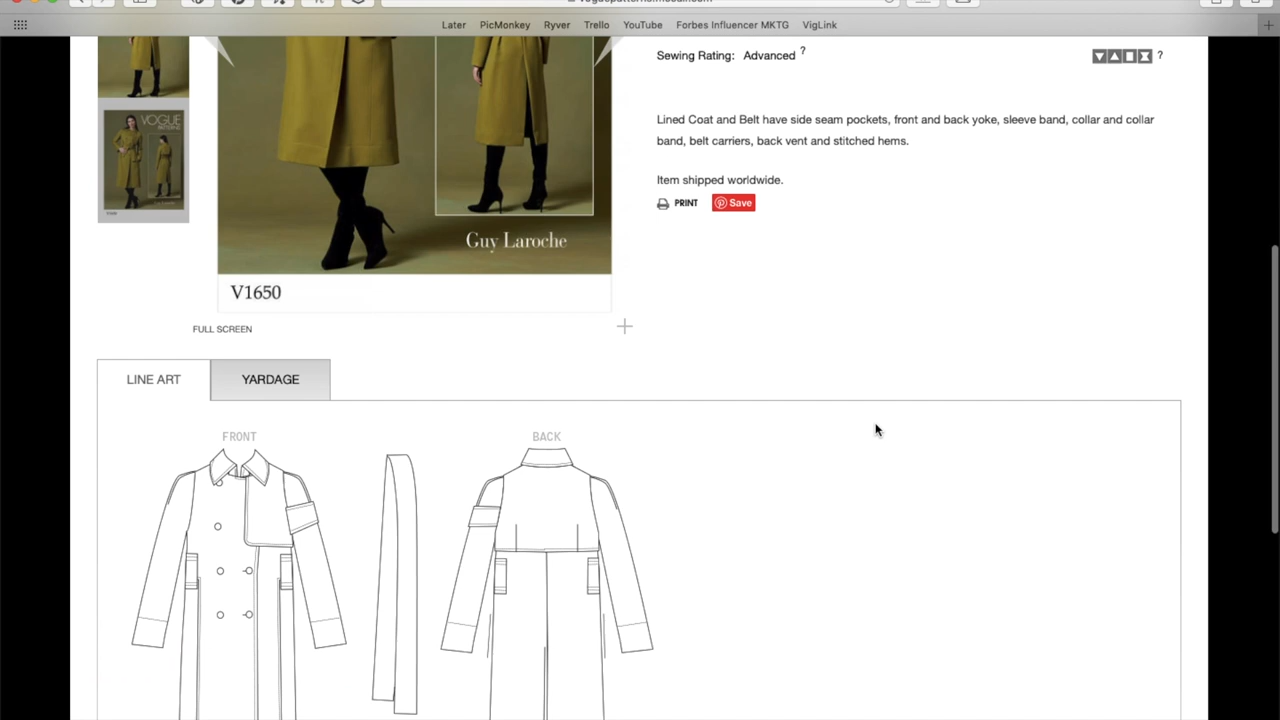 Later PicMonkey Ryver Trello YouTube Forbes Influencer MKTG VigLink
Sewing Rating: Advanced ? ?
VOGUE
PATTERNS
Lined Coat and Belt have side seam pockets, front and back yoke, sleeve band, collar and collar
band, belt carriers, back vent and stitched hems.
Item shipped worldwide.
PRINT Save
Guy Laroche
V1650
FULL SCREEN
LINE ART YARDAGE
FRONT BACK